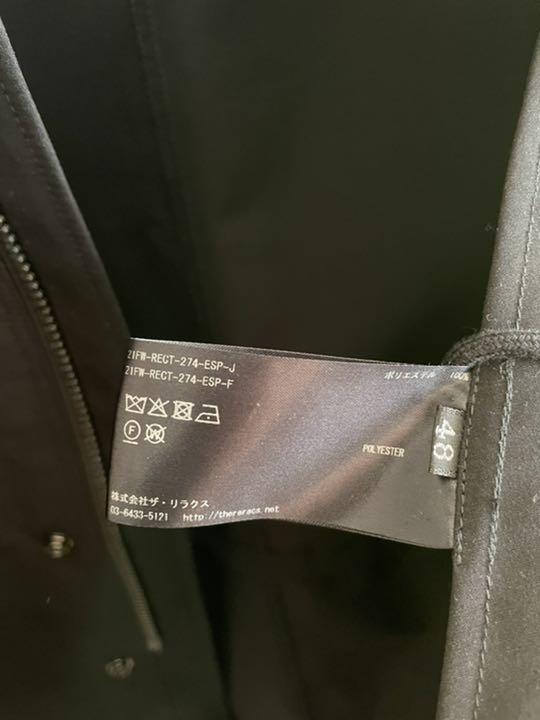 21FW-RECT-274-ESP-J
21FW-RECT-274-ESP-F
ポリエステル 100%
POLYESTER
48
F
W
株式会社ザ・リラクス
03-6433-5121 http://thereracs.net